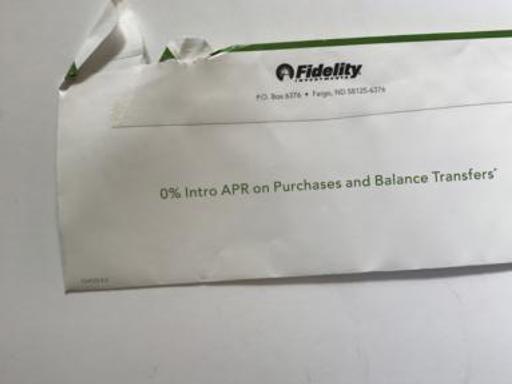 Fidelity
INVESTMENTS
P.O. Box 6376 • Fargo, ND 58125-6376
0% Intro APR on Purchases and Balance Transfers*